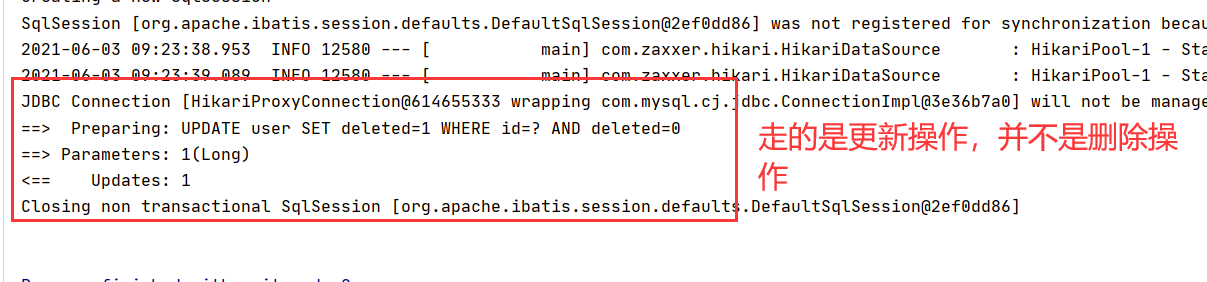 SqlSession [org.apache.ibatis.session.defaults.DefaultSqlSession@2ef0dd86] was not registered for synchronization becau
2021-06-03 09:23:38.953  INFO 12580 --- [           main] com.zaxxer.hikari.HikariDataSource       : HikariPool-1 - Sta
2021-06-03 09:23:39.089  INFO 12580 --- [           main] com.zaxxer.hikari.HikariDataSource       : HikariPool-1 - Sta
JDBC Connection [HikariProxyConnection@614655333 wrapping com.mysql.cj.jdbc.ConnectionImpl@3e36b7a0] will not be manage
==>  Preparing: UPDATE user SET deleted=1 WHERE id=? AND deleted=0
==> Parameters: 1(Long)
<==    Updates: 1
Closing non transactional SqlSession [org.apache.ibatis.session.defaults.DefaultSqlSession@2ef0dd86]
走的是更新操作，并不是删除操
作